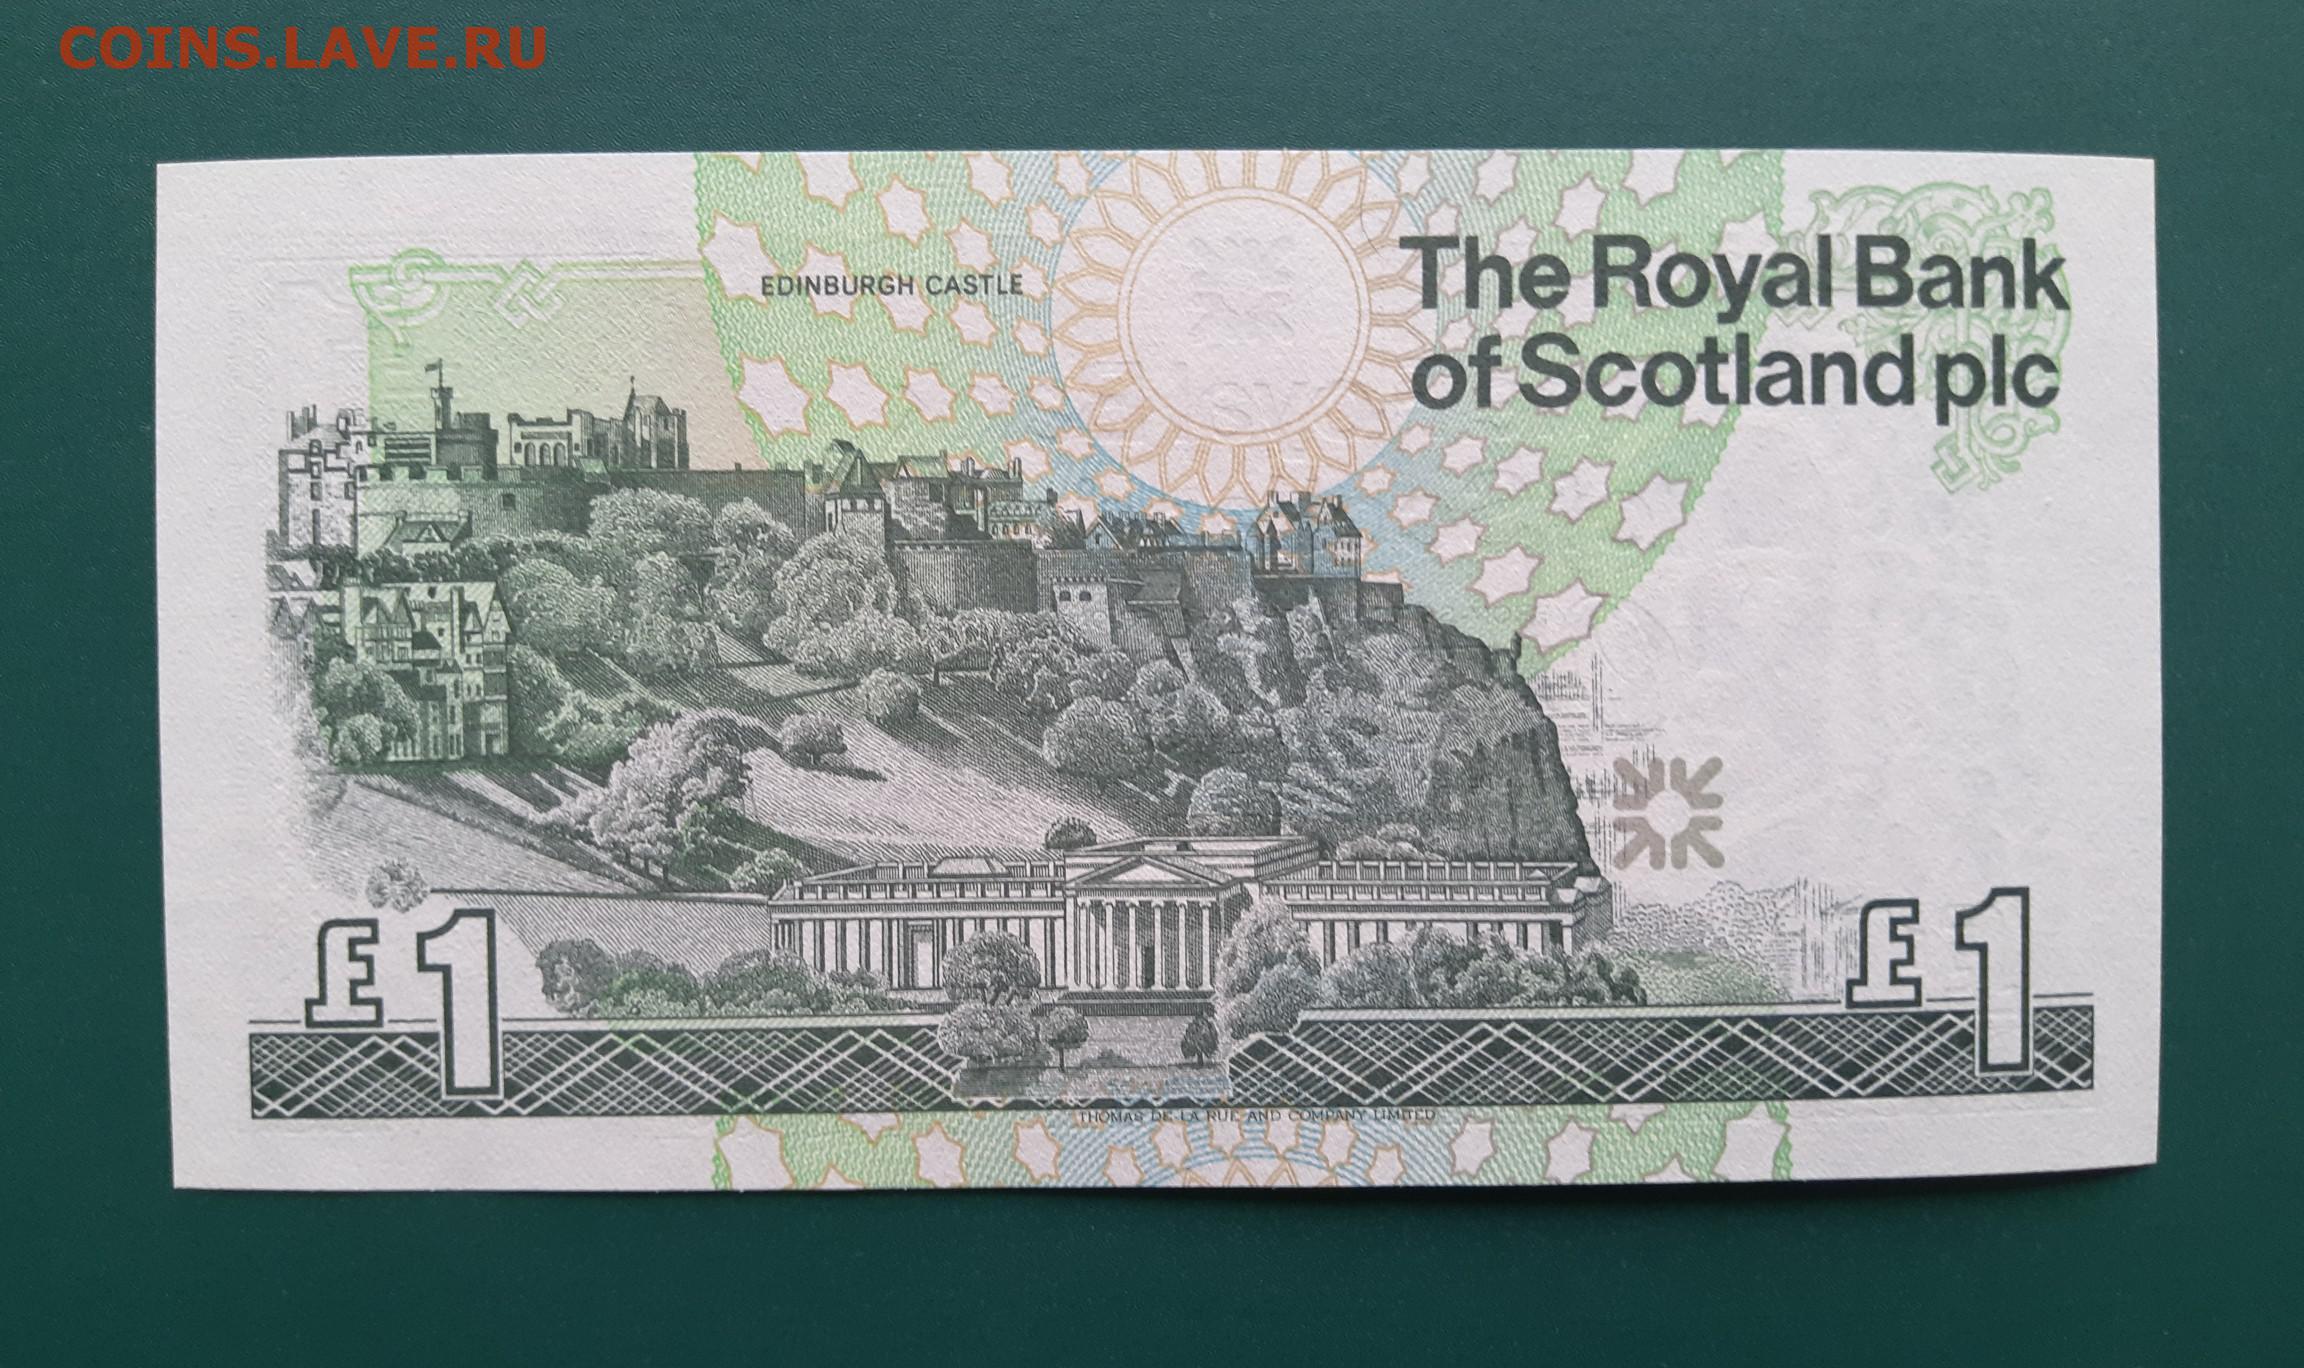 COINS.LAVE.RU
EDINBURGH CASTLE
The Royal Bank
of Scotland plc
£1
£1
THOMAS DE LA RUE AND COMPANY LIMITED